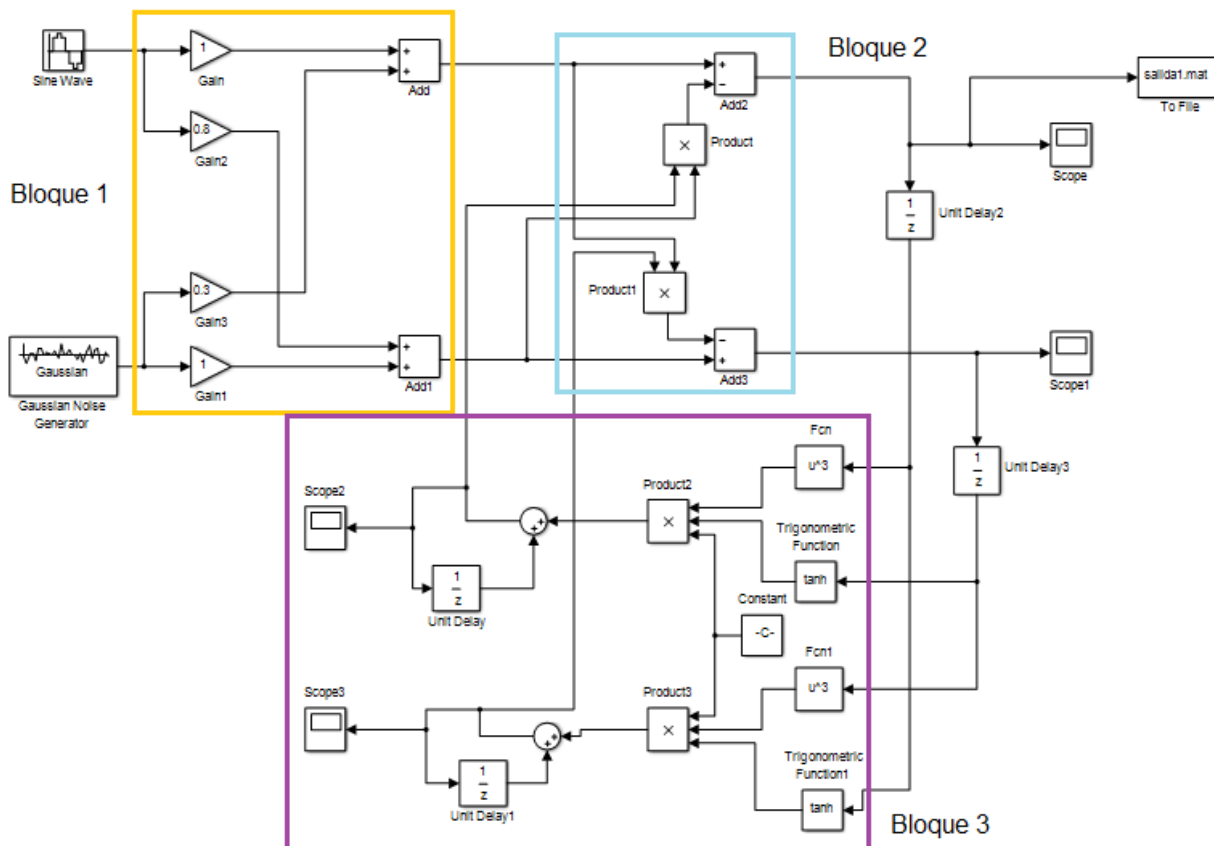 Sine Wave
1
Gain
+
+
Add
0.8
Gain2
Bloque 1
0.3
Gain3
Gaussian
Gaussian Noise
Generator
1
Gain1
+
+
Add1
Bloque 2
+
−
Add2
×
Product
Product1
×
−
+
Add3
salida1.mat
To File
Scope
1
z
Unit Delay2
Scope1
1
z
Unit Delay3
Fcn
u^3
Scope2
Product2
×
+
+
Trigonometric
Function
tanh
1
z
Unit Delay
Constant
-C-
Fcn1
u^3
Scope3
Product3
×
+
+
Trigonometric
Function1
tanh
1
z
Unit Delay1
Bloque 3